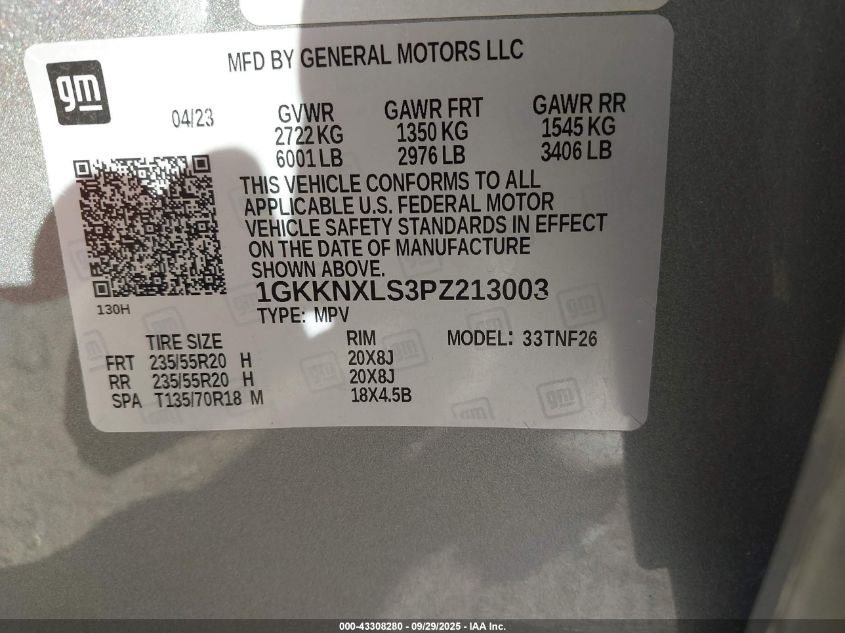 gm
MFD BY GENERAL MOTORS LLC
04/23
GVWR GAWR FRT GAWR RR
2722 KG 1350 KG 1545 KG
6001 LB 2976 LB 3406 LB
THIS VEHICLE CONFORMS TO ALL
APPLICABLE U.S. FEDERAL MOTOR
VEHICLE SAFETY STANDARDS IN EFFECT
ON THE DATE OF MANUFACTURE
SHOWN ABOVE.
1GKKNXLS3PZ213003
130H
TYPE: MPV
TIRE SIZE RIM MODEL: 33TNF26
FRT 235/55R20 H 20X8J
RR 235/55R20 H 20X8J
SPA T135/70R18 M 18X4.5B
000-43308280 - 09/29/2025 - IAA Inc.